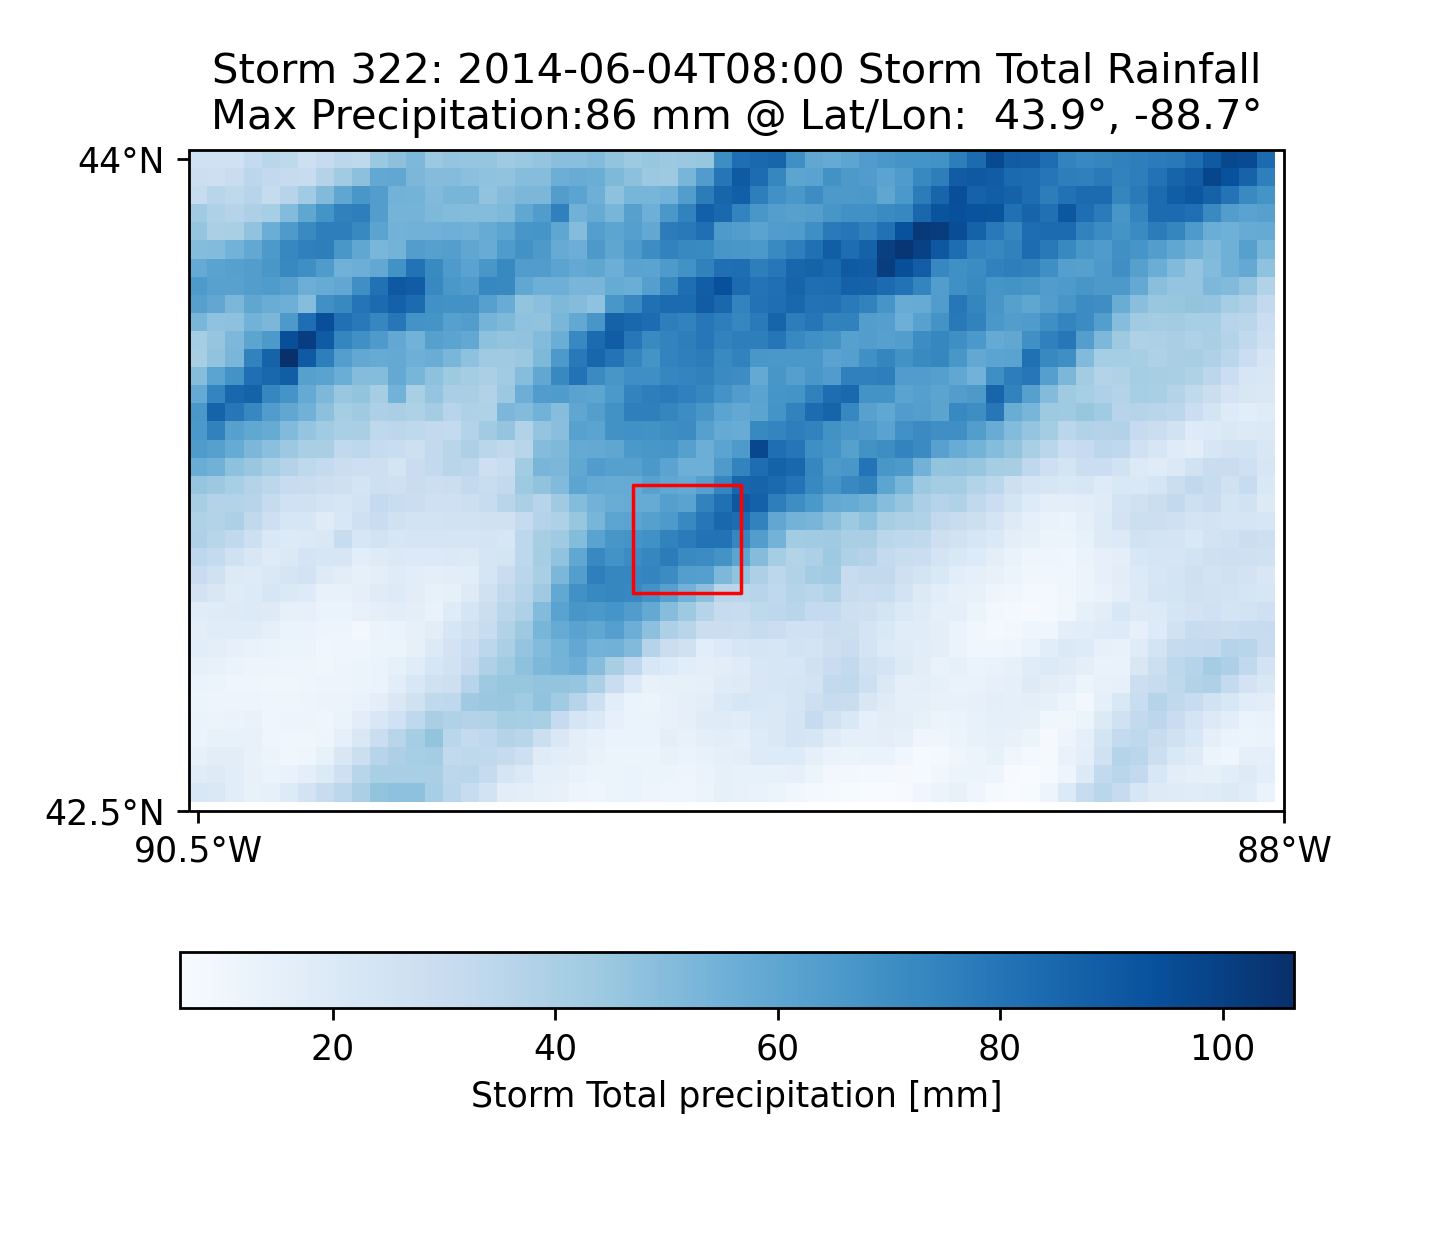 Storm 322: 2014-06-04T08:00 Storm Total Rainfall
Max Precipitation:86 mm @ Lat/Lon:  43.9°, -88.7°
44°N
42.5°N
90.5°W 88°W
20 40 60 80 100
Storm Total precipitation [mm]